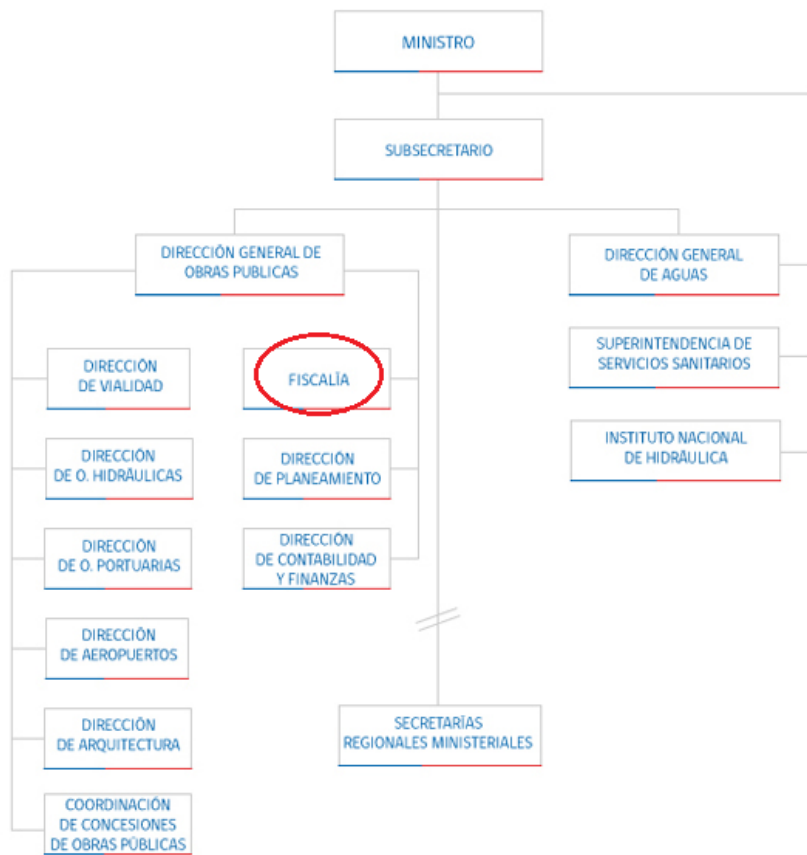 MINISTRO
SUBSECRETARIO
DIRECCIÓN GENERAL DE
OBRAS PUBLICAS
DIRECCIÓN GENERAL
DE AGUAS
DIRECCIÓN
DE VIALIDAD
FISCALÍA
SUPERINTENDENCIA DE
SERVICIOS SANITARIOS
DIRECCIÓN
DE O. HIDRÁULICAS
DIRECCIÓN
DE PLANEAMIENTO
INSTITUTO NACIONAL
DE HIDRÁULICA
DIRECCIÓN
DE O. PORTUARIAS
DIRECCIÓN
DE CONTABILIDAD
Y FINANZAS
DIRECCIÓN
DE AEROPUERTOS
DIRECCIÓN
DE ARQUITECTURA
SECRETARÍAS
REGIONALES MINISTERIALES
COORDINACIÓN
DE CONCESIONES
DE OBRAS PÚBLICAS